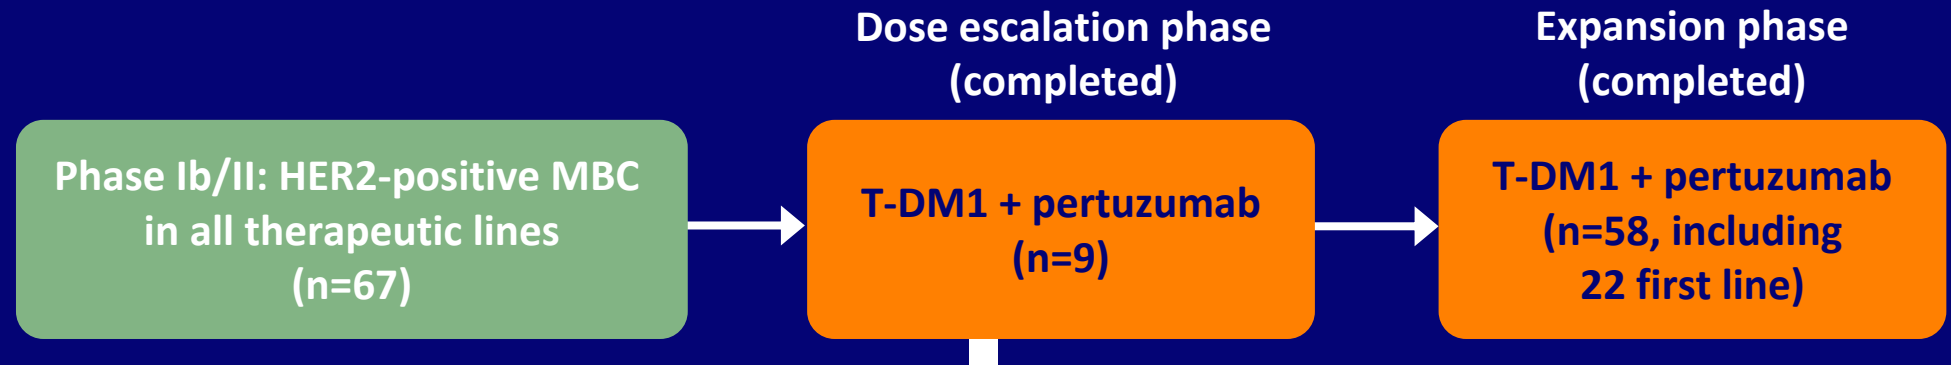 Dose escalation phase
(completed)
Expansion phase
(completed)
Phase Ib/II: HER2-positive MBC
in all therapeutic lines
(n=67)
T-DM1 + pertuzumab
(n=9)
T-DM1 + pertuzumab
(n=58, including
22 first line)